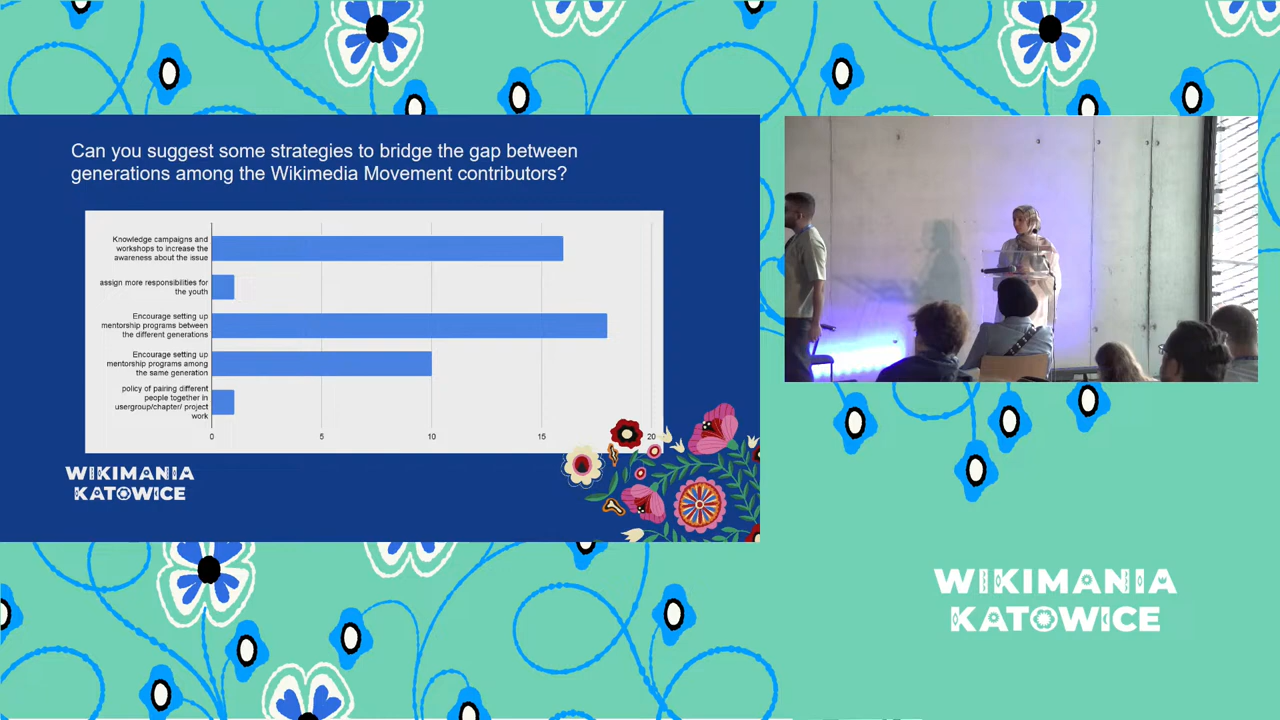 Can you suggest some strategies to bridge the gap between
generations among the Wikimedia Movement contributors?
Knowledge campaigns and
workshops to increase the
awareness about the issue
assign more responsibilities for
the youth
Encourage setting up
mentorship programs between
the different generations
Encourage setting up
mentorship programs among
the same generation
policy of pairing different
people together in
usergroup/chapter/ project
work
0 5 10 15 20
WIKIMANIA
KATOWICE
WIKIMANIA
KATOWICE